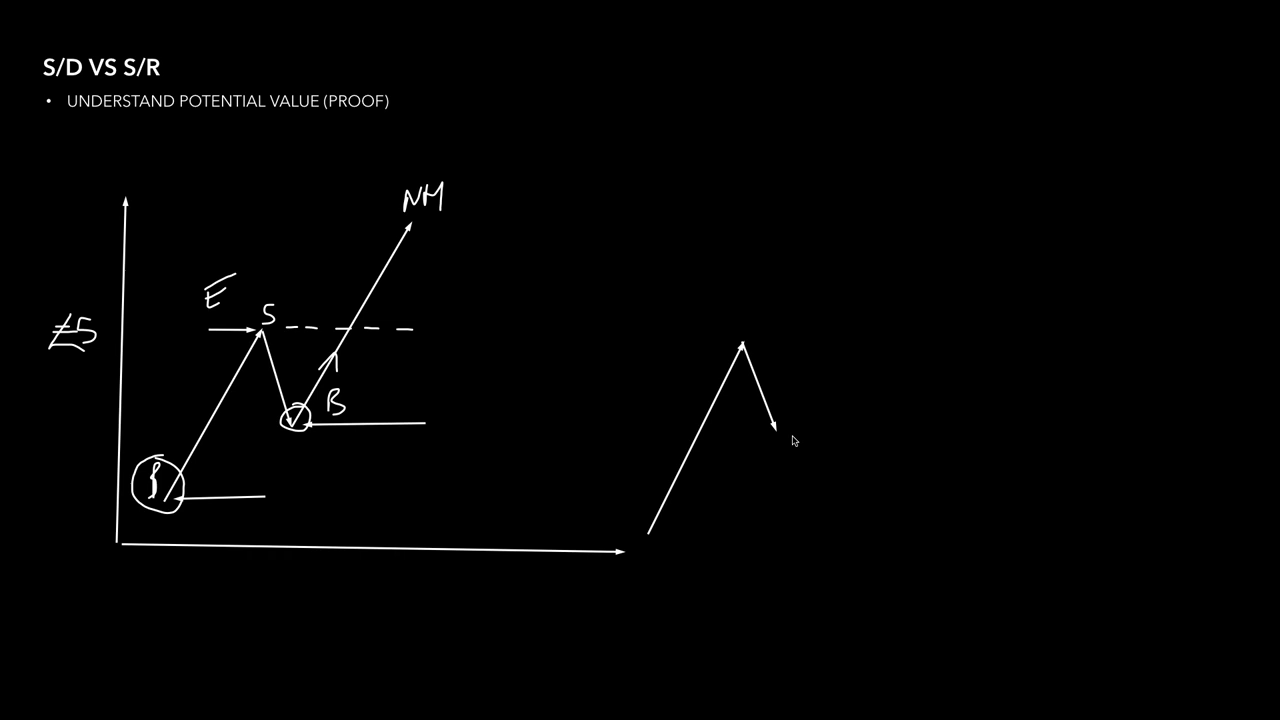 S/D VS S/R
• UNDERSTAND POTENTIAL VALUE (PROOF)
NH
E
S
£5
B